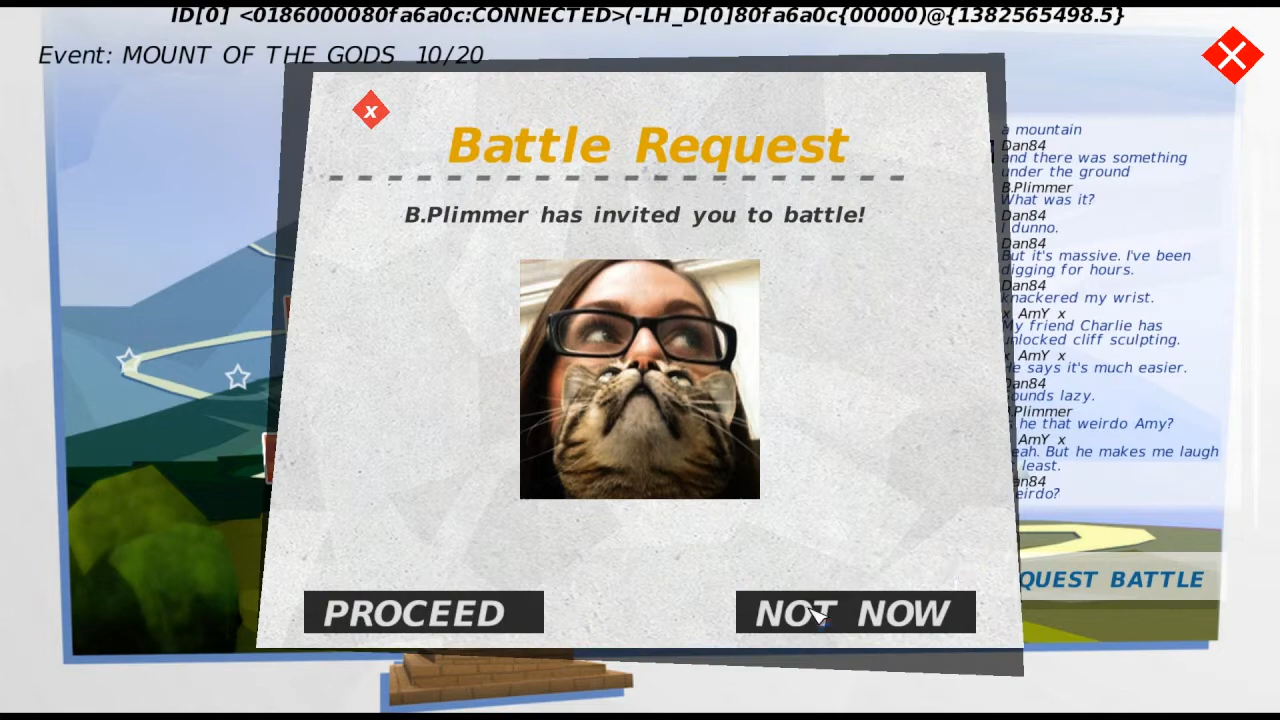 ID[0] <0186000080fa6a0c:CONNECTED>(-LH_D[0]80fa6a0c{00000)@{1382565498.5}
Event: MOUNT OF THE GODS 10/20
x
Battle Request
B.Plimmer has invited you to battle!
PROCEED
NOT NOW
a mountain
Dan84
and there was something
under the ground
B.Plimmer
What was it?
Dan84
I dunno.
Dan84
But it's massive. I've been
digging for hours.
Dan84
knackered my wrist.
x AmY x
My friend Charlie has
unlocked cliff sculpting.
AmY x
He says it's much easier.
Dan84
Sounds lazy.
.Plimmer
he that weirdo Amy?
AmY x
eah. But he makes me laugh
least.
an84
eirdo?
QUEST BATTLE